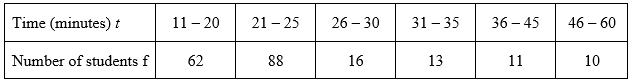 Time (minutes) t 11 – 20 21 – 25 26 – 30 31 – 35 36 – 45 46 – 60
Number of students f 62 88 16 13 11 10